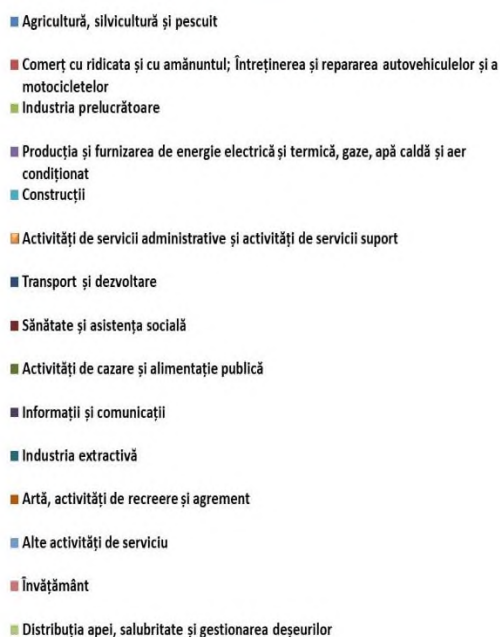 Agricultură, silvicultură și pescuit
Comerț cu ridicata și cu amănuntul; Întreținerea și repararea autovehiculelor și a
motocicletelor
Industria prelucrătoare
Producția și furnizarea de energie electrică și termică, gaze, apă caldă și aer
condiționat
Construcții
Activități de servicii administrative și activități de servicii suport
Transport și dezvoltare
Sănătate și asistența socială
Activități de cazare și alimentație publică
Informații și comunicații
Industria extractivă
Artă, activități de recreere și agrement
Alte activități de serviciu
Învățământ
Distribuția apei, salubritate și gestionarea deșeurilor